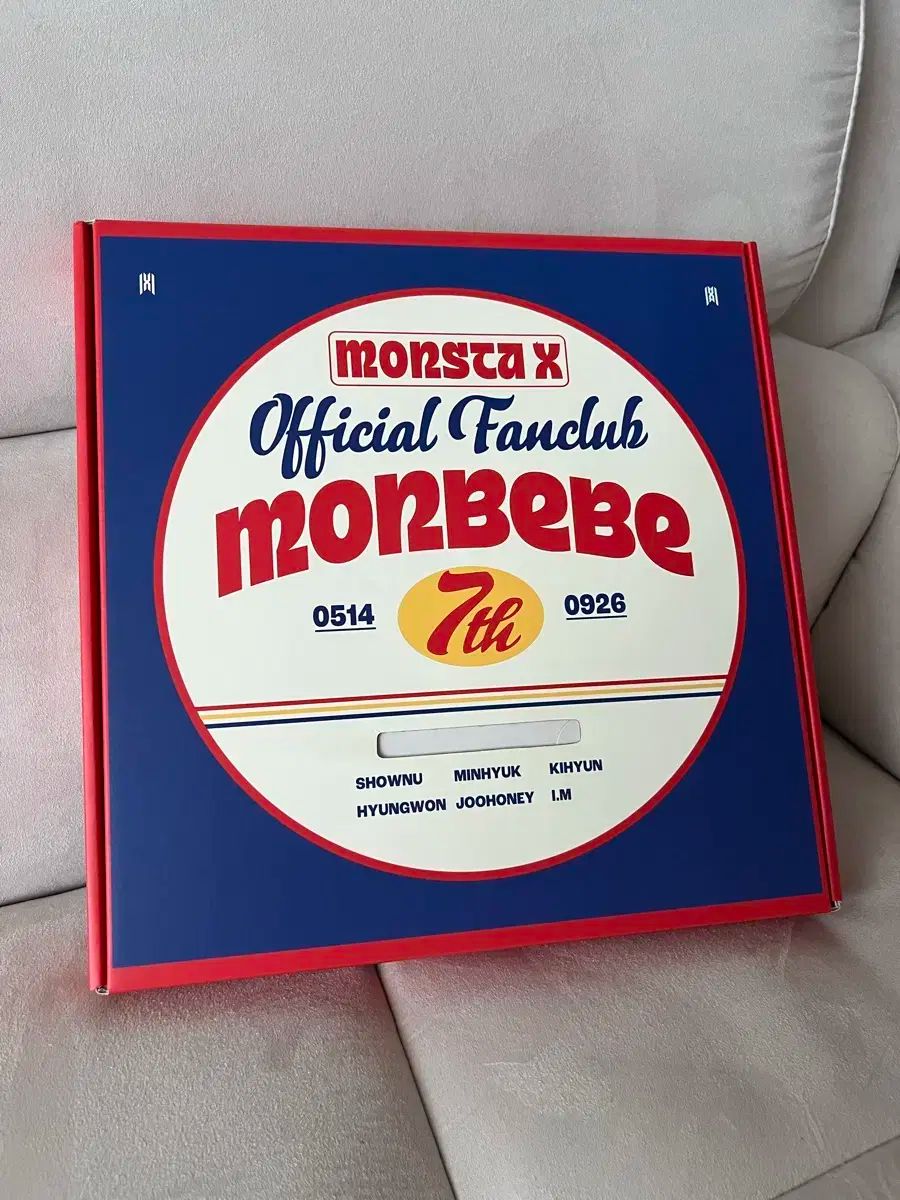 MONSTA X
Official Fanclub
MONBEBE
0514 7th 0926
SHOWNU MINHYUK KIHYUN
HYUNGWON JOOHONEY I.M